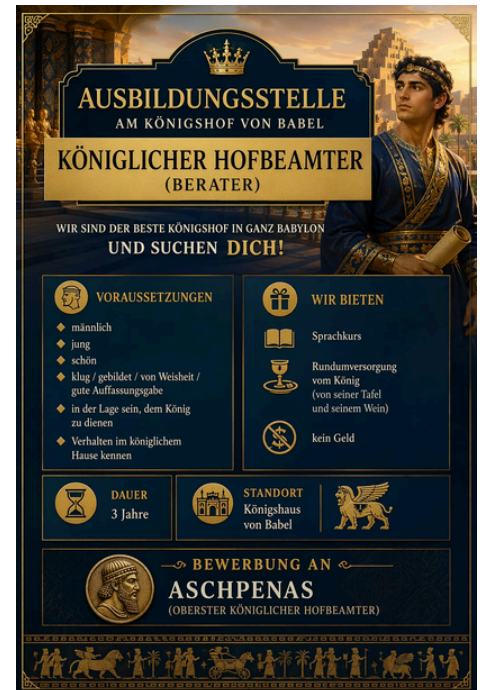 AUSBILDUNGSSTELLE
AM KÖNIGSHOF VON BABEL
KÖNIGLICHER HOFBEAMTER
(BERATER)
WIR SIND DER BESTE KÖNIGSHOF IN GANZ BABYLON
UND SUCHEN DICH!
VORAUSSETZUNGEN
männlich
jung
schön
klug / gebildet / von Weisheit /
gute Auffassungsgabe
in der Lage sein, dem König
zu dienen
Verhalten im königlichem
Hause kennen
WIR BIETEN
Sprachkurs
Rundumversorgung
vom König
(von seiner Tafel
und seinem Wein)
kein Geld
DAUER
3 Jahre
STANDORT
Königshaus
von Babel
BEWERBUNG AN
ASCHPENAS
(OBERSTER KÖNIGLICHER HOFBEAMTER)